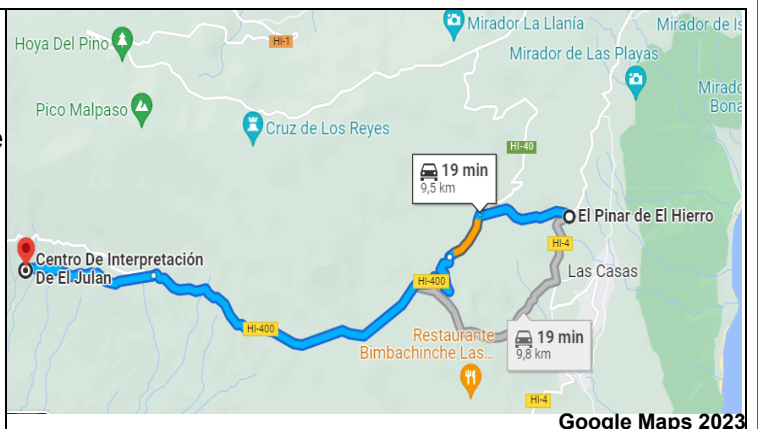 Mirador La Llanía
Mirador de Is
Hoya Del Pino
HI-1
Mirador de Las Playas
Mirado
Bona
Pico Malpaso
e
Cruz de Los Reyes
HI-40
19 min
9,5 km
El Pinar de El Hierro
HI-4
Centro De Interpretación
De El Julan
Las Casas
HI-400
HI-400
Restaurante
Bimbachinche Las...
19 min
9,8 km
HI-4
Google Maps 2023